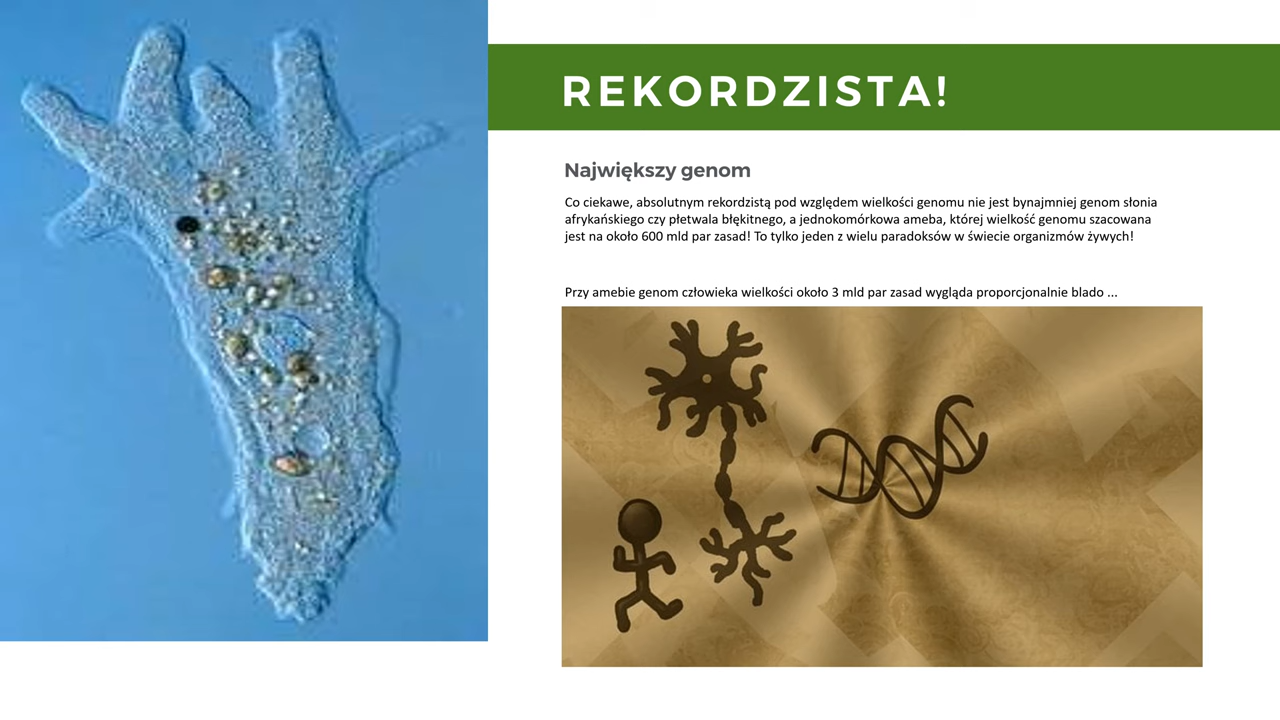 REKORDZISTA!
Największy genom
Co ciekawe, absolutnym rekordzistą pod względem wielkości genomu nie jest bynajmniej genom słonia
afrykańskiego czy płetwala błękitnego, a jednokomórkowa ameba, której wielkość genomu szacowana
jest na około 600 mld par zasad! To tylko jeden z wielu paradoksów w świecie organizmów żywych!
Przy amebie genom człowieka wielkości około 3 mld par zasad wygląda proporcjonalnie blado ...